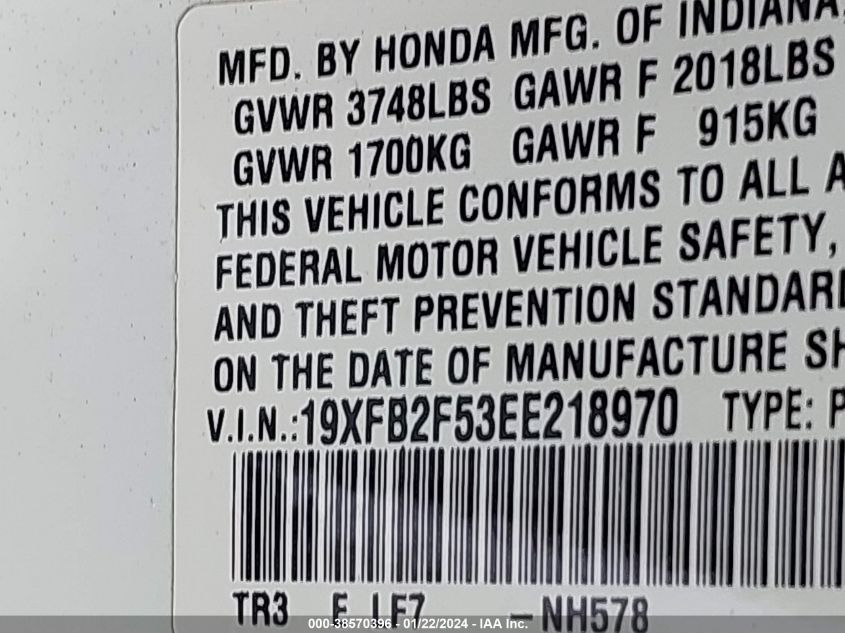 MFD. BY HONDA MFG. OF INDIANA,
GVWR 3748LBS GAWR F 2018LBS
GVWR 1700KG GAWR F 915KG
THIS VEHICLE CONFORMS TO ALL A
FEDERAL MOTOR VEHICLE SAFETY,
AND THEFT PREVENTION STANDARD
ON THE DATE OF MANUFACTURE SH
V.I.N.:19XFB2F53EE218970 TYPE: P
TR3 -NH578
000-38570396 - 01/22/2024 - IAA Inc.